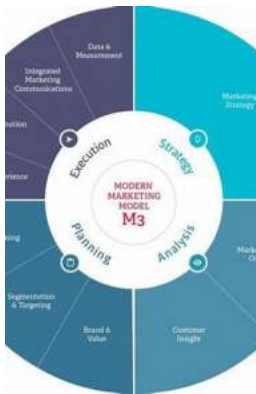 Data &
Measurement
Integrated
Marketing
Communications
Marketing
Strategy
Execution
Strategy
MODERN
MARKETING
MODEL
M3
Planning
Analysis
Segmentation
& Targeting
Brand &
Value
Customer
Insight